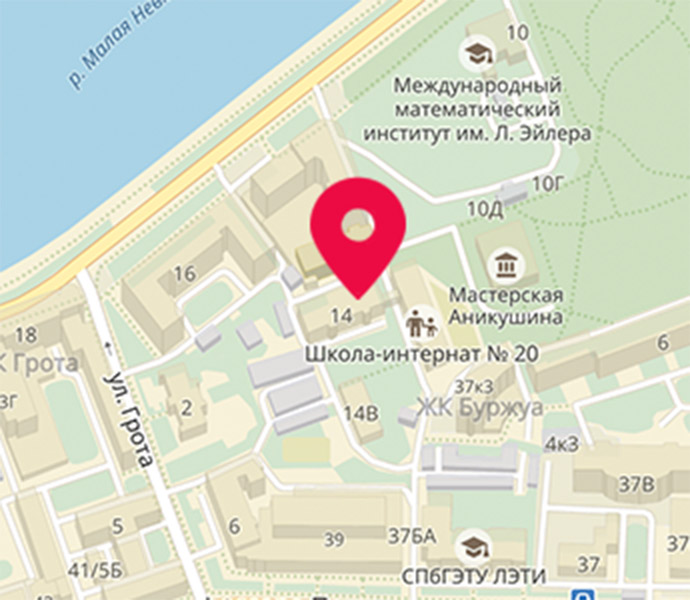 р. Малая Нев
10
Международный
математический
институт им. Л. Эйлера
10Г
10Д
16
Мастерская
Аникушина
14
18
К Грота
Школа-интернат № 20
6
3г
ул. Грота
2
37к3
ЖК Буржуа
14В
4к3
37В
5
6
39
37БА
37
37
СПбГЭТУ ЛЭТИ
41/5Б